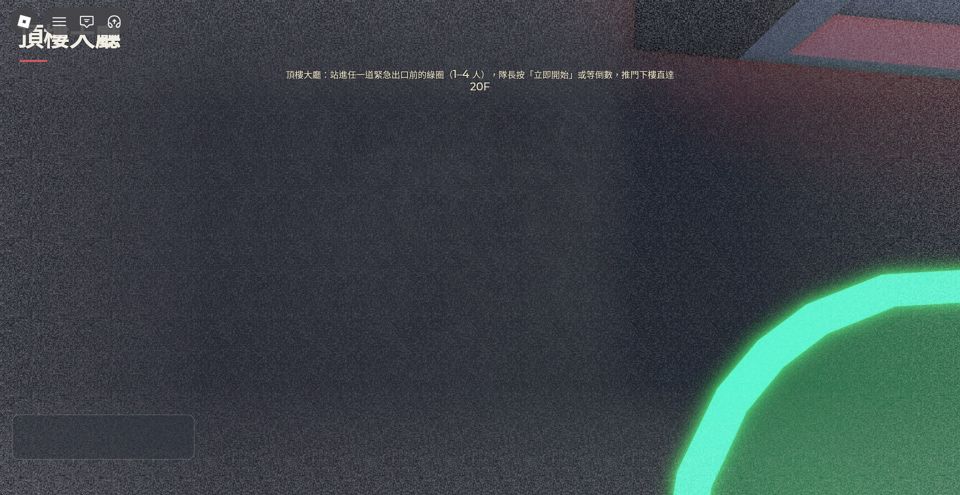 頂樓大廳
頂樓大廳：站進任一道緊急出口前的綠圈（1–4 人），隊長按「立即開始」或等倒數，推門下樓直達
20F